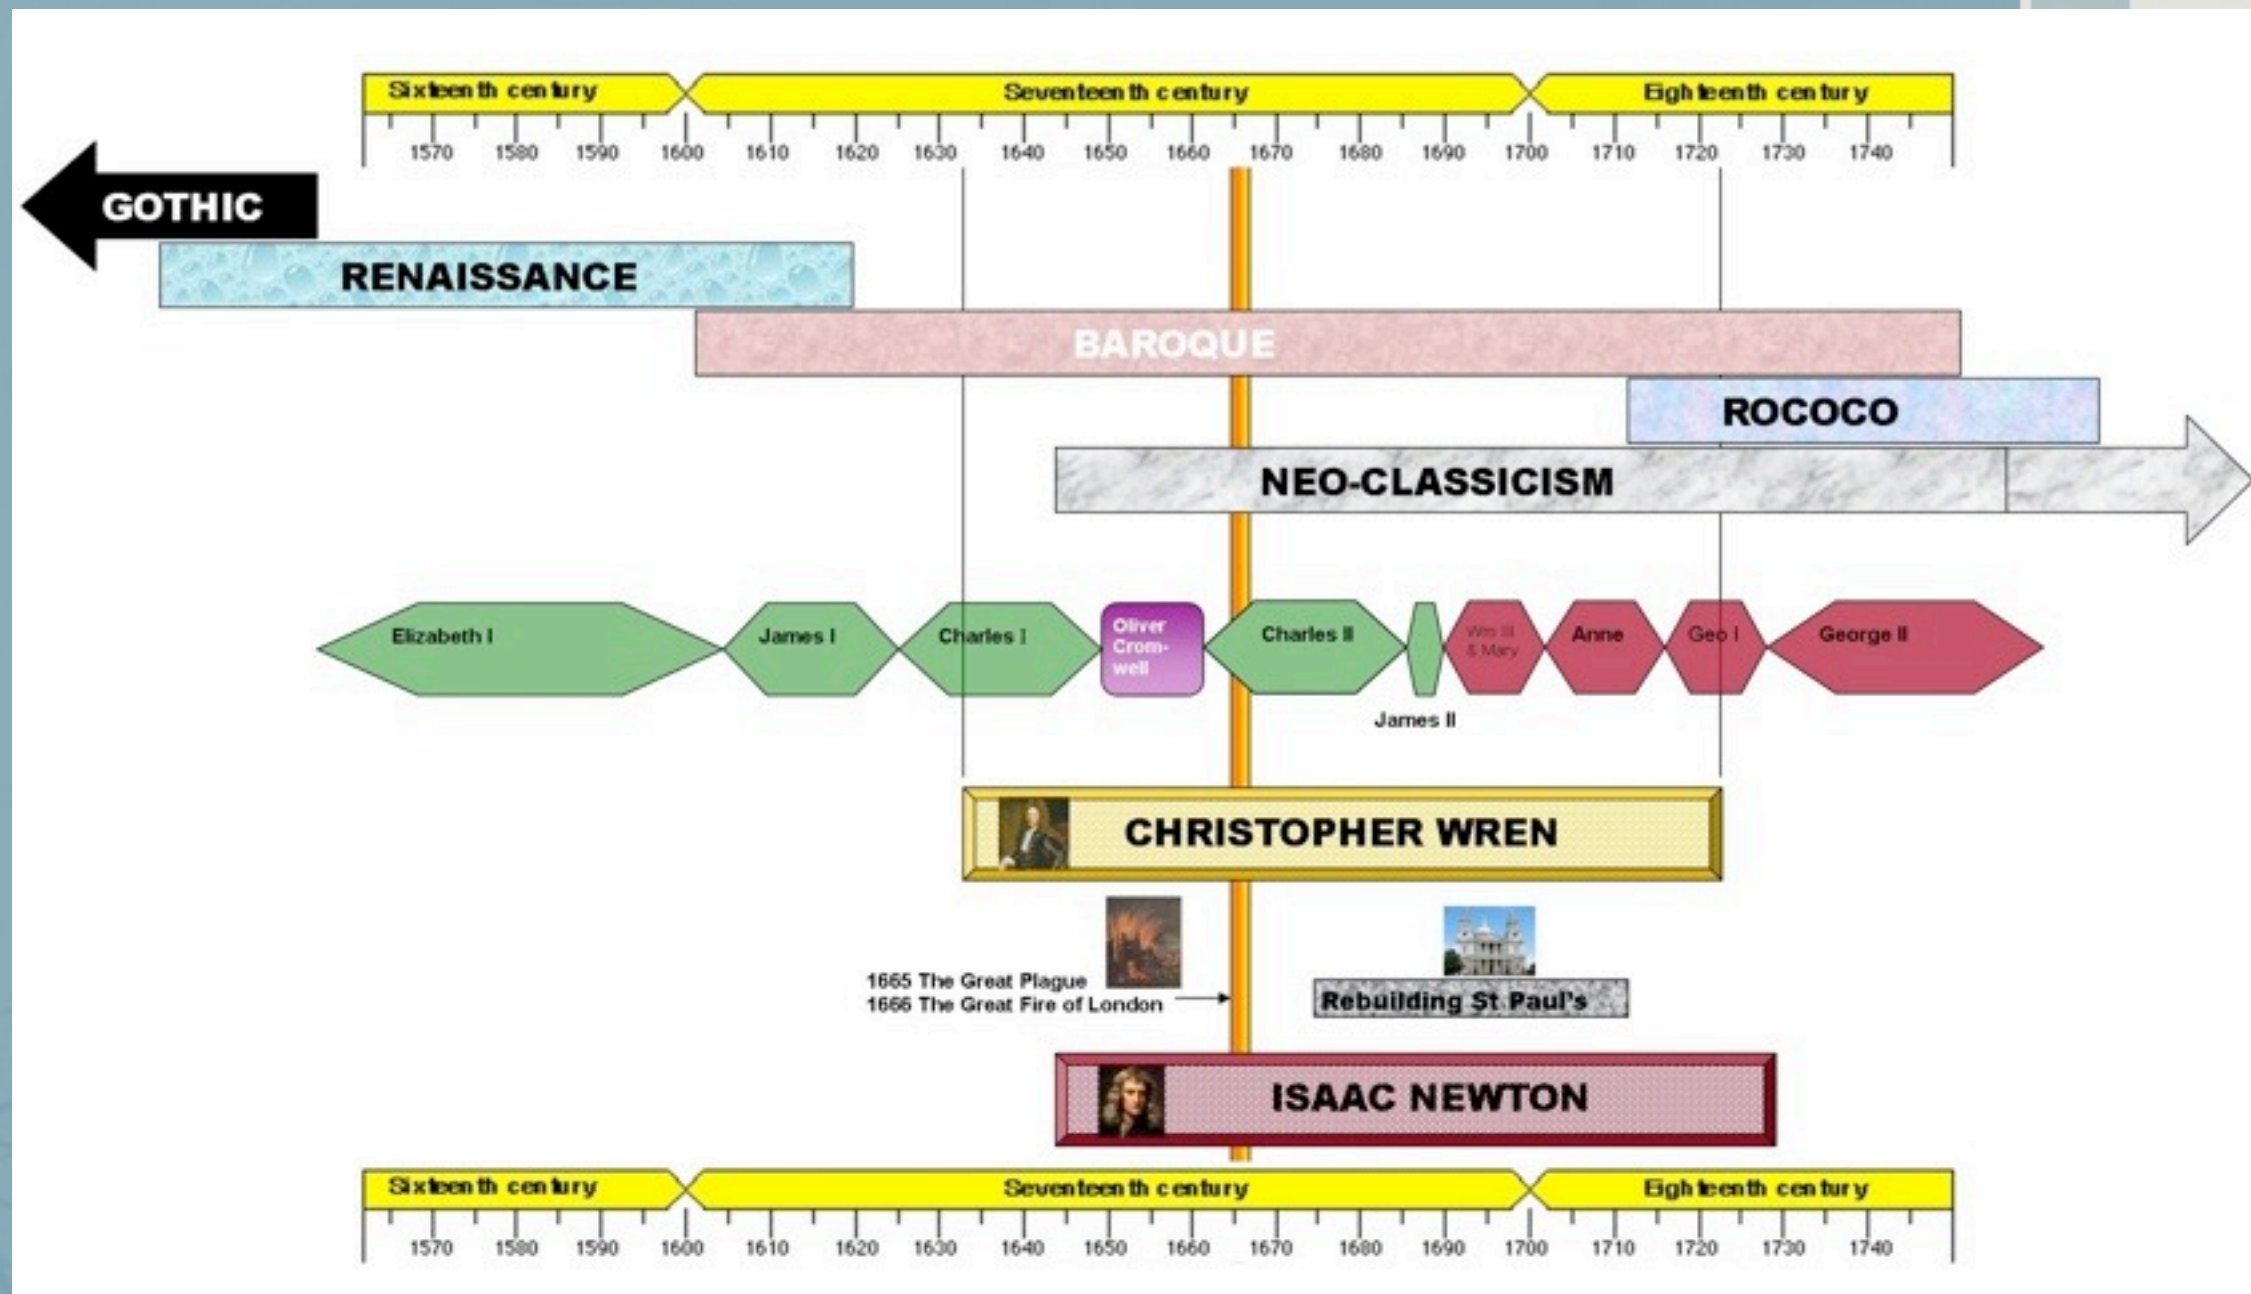 Sixteenth century Seventeenth century Eighteenth century
1570 1580 1590 1600 1610 1620 1630 1640 1650 1660 1670 1680 1690 1700 1710 1720 1730 1740
GOTHIC
RENAISSANCE
BAROQUE
ROCOCO
NEO-CLASSICISM
Elizabeth I
James I
Charles I
Oliver
Crom-
well
Charles II
James II
Wm III
& Mary
Anne
Geo I
George II
CHRISTOPHER WREN
1665 The Great Plague
1666 The Great Fire of London
Rebuilding St Paul's
ISAAC NEWTON
Sixteenth century Seventeenth century Eighteenth century
1570 1580 1590 1600 1610 1620 1630 1640 1650 1660 1670 1680 1690 1700 1710 1720 1730 1740